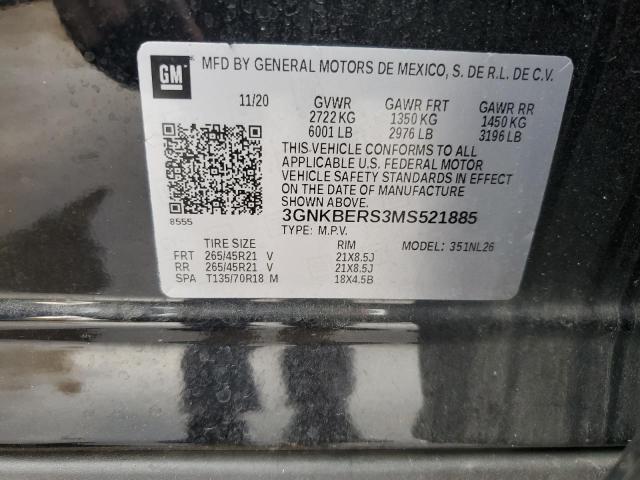 GM
MFD BY GENERAL MOTORS DE MEXICO, S. DE R.L. DE C.V.
11/20 GVWR GAWR FRT GAWR RR
2722 KG 1350 KG 1450 KG
6001 LB 2976 LB 3196 LB
THIS VEHICLE CONFORMS TO ALL
APPLICABLE U.S. FEDERAL MOTOR
VEHICLE SAFETY STANDARDS IN EFFECT
ON THE DATE OF MANUFACTURE
SHOWN ABOVE.
3GNKBERS3MS521885
8555
TYPE: M.P.V. MODEL: 351NL26
TIRE SIZE RIM
FRT 265/45R21 V 21X8.5J
RR 265/45R21 V 21X8.5J
SPA T135/70R18 M 18X4.5B